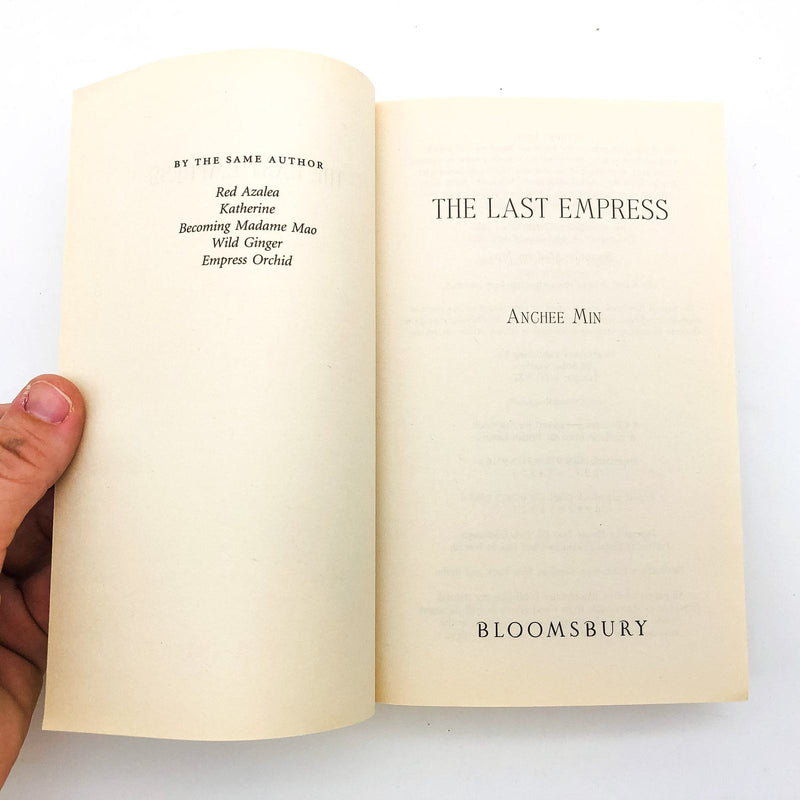 BY THE SAME AUTHOR
Red Azalea
Katherine
Becoming Madame Mao
Wild Ginger
Empress Orchid
THE LAST EMPRESS
ANCHEE MIN
BLOOMSBURY